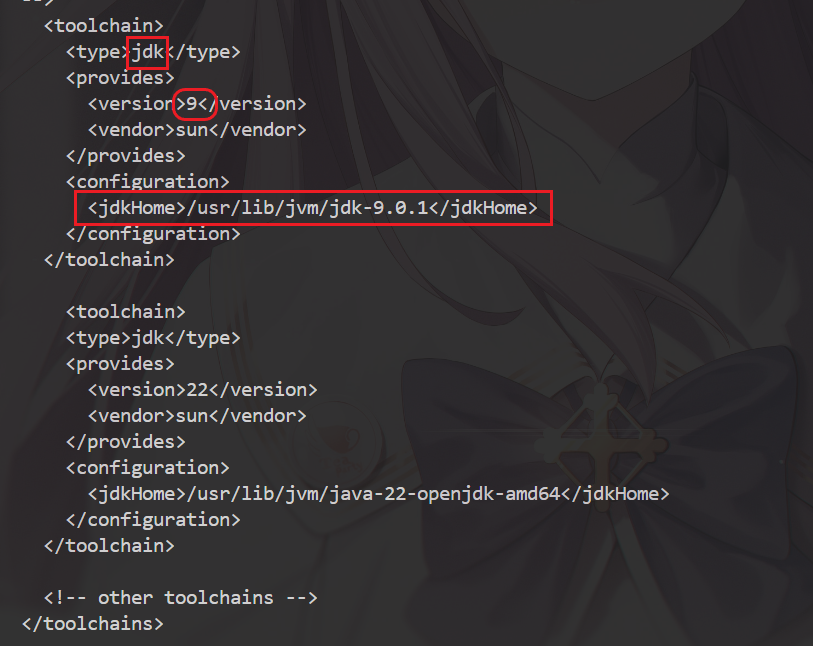 -->
<toolchain>
<type>jdk</type>
<provides>
<version>9</version>
<vendor>sun</vendor>
</provides>
<configuration>
<jdkHome>/usr/lib/jvm/jdk-9.0.1</jdkHome>
</configuration>
</toolchain>
<toolchain>
<type>jdk</type>
<provides>
<version>22</version>
<vendor>sun</vendor>
</provides>
<configuration>
<jdkHome>/usr/lib/jvm/java-22-openjdk-amd64</jdkHome>
</configuration>
</toolchain>
<!-- other toolchains -->
</toolchains>